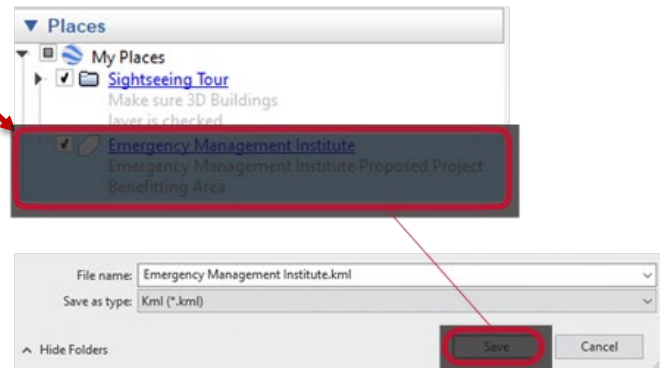 Places
My Places
Sightseeing Tour
Make sure 3D Buildings
layer is checked
Emergency Management Institute
Emergency Management Institute Proposed Project
Benefitting Area
File name: Emergency Management Institute.kml
Save as type: Kml (*.kml)
Hide Folders
Save
Cancel